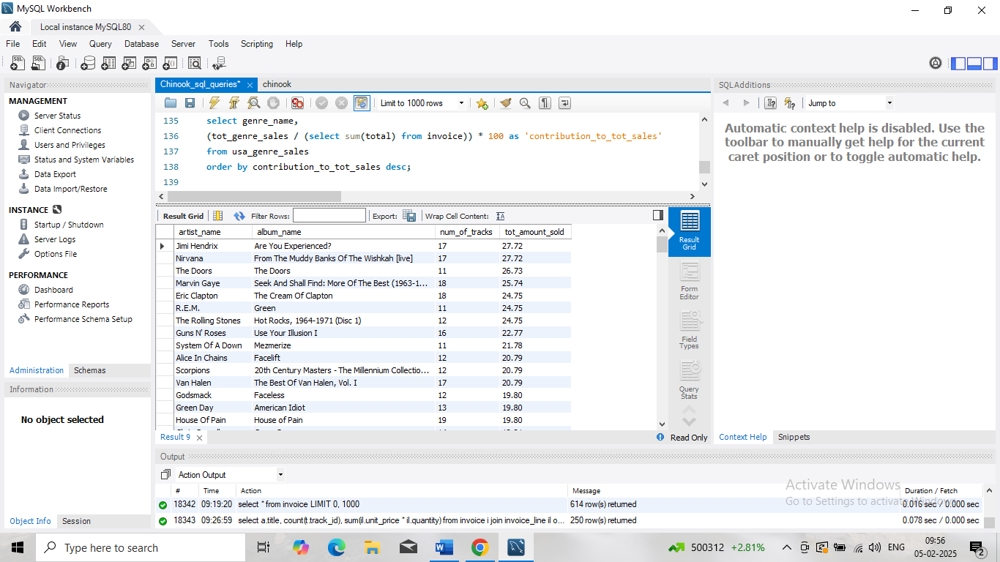 MySQL Workbench
Local instance MySQL80
File Edit View Query Database Server Tools Scripting Help
Navigator
MANAGEMENT
Server Status
Client Connections
Users and Privileges
Status and System Variables
Data Export
Data Import/Restore
INSTANCE
Startup / Shutdown
Server Logs
Options File
PERFORMANCE
Dashboard
Performance Reports
Performance Schema Setup
Administration Schemas
Information
No object selected
Object Info Session
Chinook_sql_queries* chinook
Limit to 1000 rows
135 select genre_name,
136 (tot_genre_sales / (select sum(total) from invoice)) * 100 as 'contribution_to_tot_sales'
137 from usa_genre_sales
138 order by contribution_to_tot_sales desc;
139
Result Grid Filter Rows: Export: Wrap Cell Content:
artist_name album_name num_of_tracks tot_amount_sold
Jimi Hendrix Are You Experienced? 17 27.72
Nirvana From The Muddy Banks Of The Wishkah [live] 17 27.72
The Doors The Doors 11 26.73
Marvin Gaye Seek And Shall Find: More Of The Best (1963-1... 18 25.74
Eric Clapton The Cream Of Clapton 18 24.75
R.E.M. Green 11 24.75
The Rolling Stones Hot Rocks, 1964-1971 (Disc 1) 12 24.75
Guns N' Roses Use Your Illusion I 16 22.77
System Of A Down Mezmerize 11 21.78
Alice In Chains Facelift 12 20.79
Scorpions 20th Century Masters - The Millennium Collectio... 12 20.79
Van Halen The Best Of Van Halen, Vol. I 17 20.79
Godsmack Faceless 12 19.80
Green Day American Idiot 13 19.80
House Of Pain House of Pain 19 19.80
Result Grid
Form Editor
Field Types
Query Stats
Result 9
Read Only
SQLAdditions
Jump to
Automatic context help is disabled. Use the
toolbar to manually get help for the current
caret position or to toggle automatic help.
Context Help Snippets
Output
Action Output
# Time Action Message Duration / Fetch
18342 09:19:20 select * from invoice LIMIT 0, 1000 614 row(s) returned 0.016 sec / 0.000 sec
18343 09:26:59 select a.title, count(t.track_id), sum(il.unit_price * il.quantity) from invoice i join invoice_line il o... 250 row(s) returned 0.078 sec / 0.000 sec
Activate Windows
Go to Settings to activate Windows.
Type here to search
500312 +2.81%
ENG
09:56
05-02-2025
2